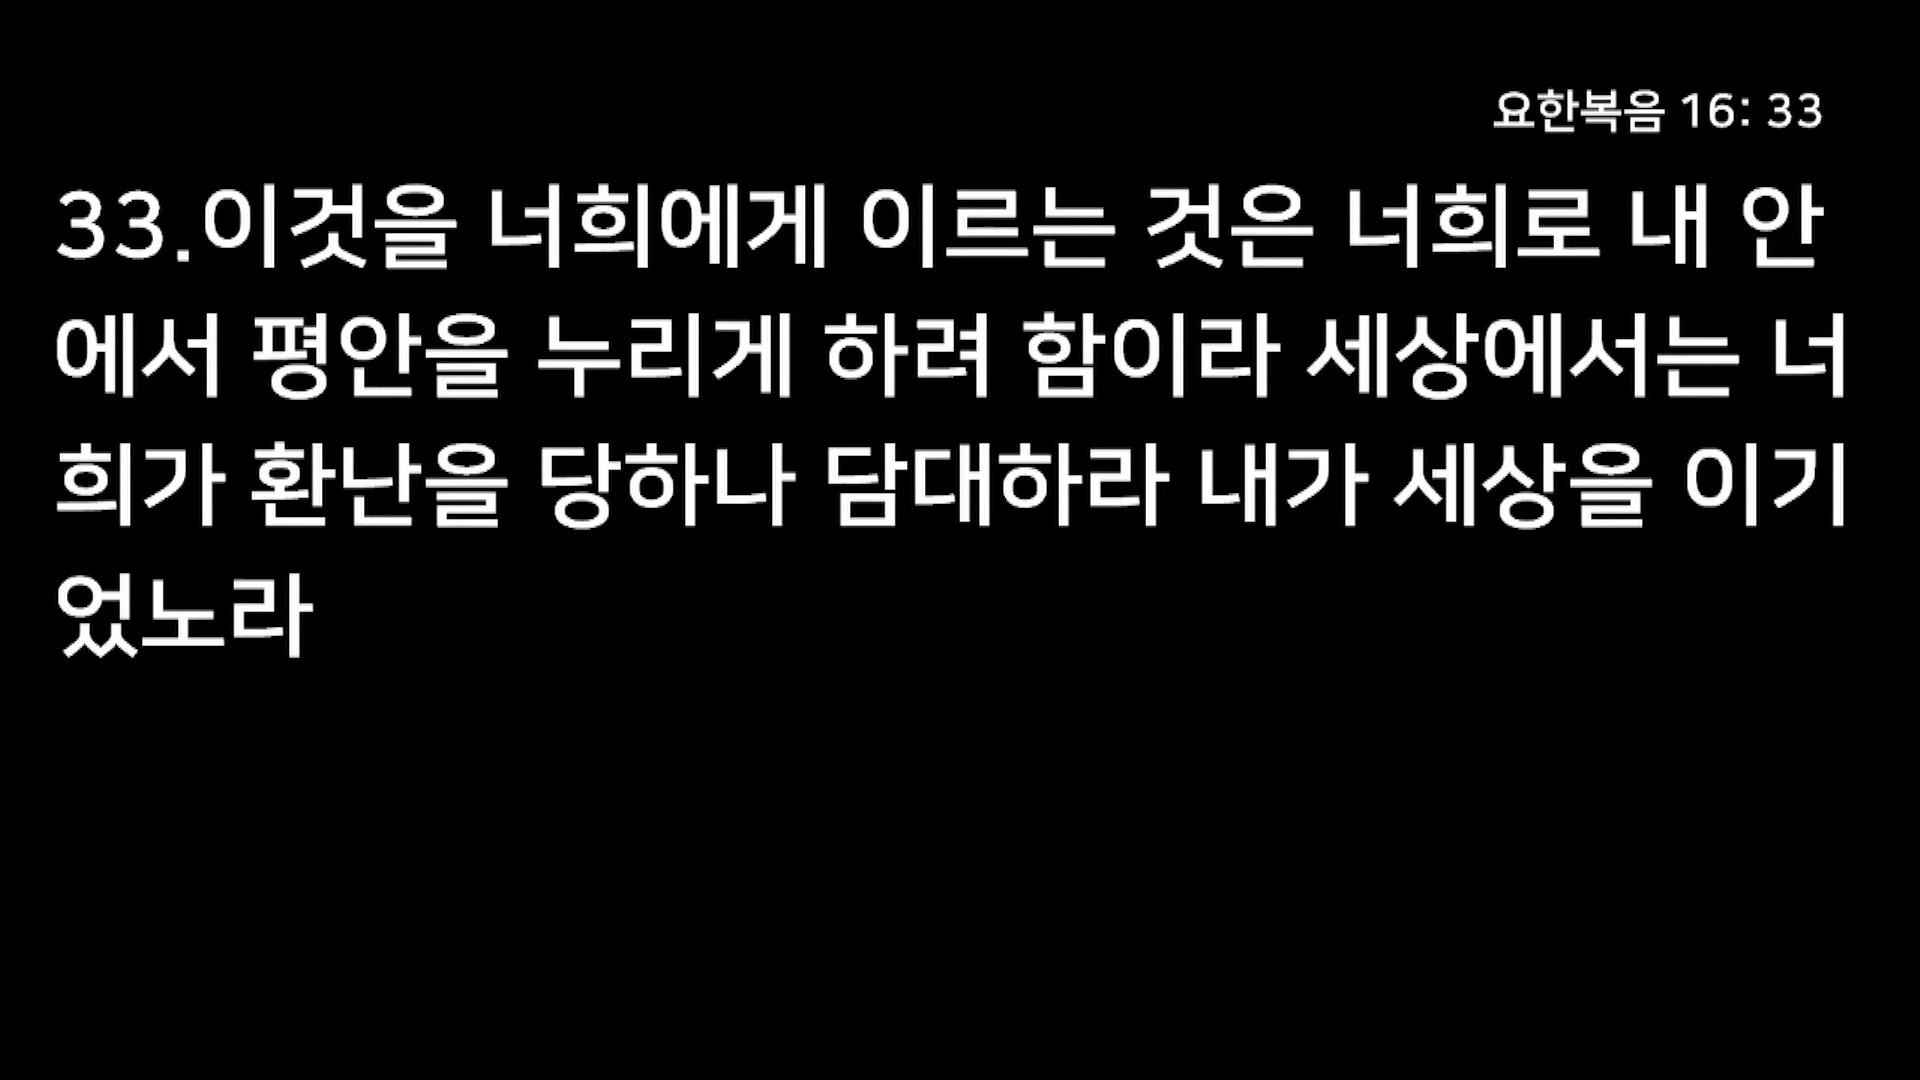 요한복음 16: 33
33.이것을 너희에게 이르는 것은 너희로 내 안
에서 평안을 누리게 하려 함이라 세상에서는 너
희가 환난을 당하나 담대하라 내가 세상을 이기
었노라